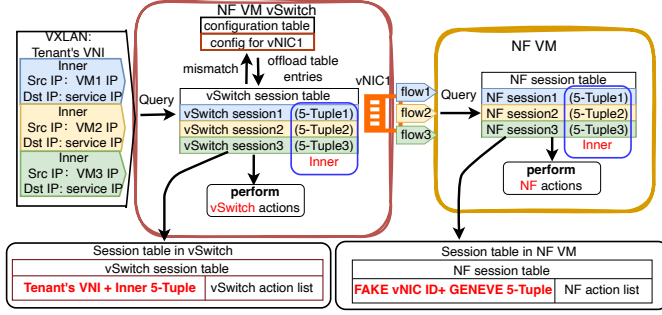 VXLAN:
Tenant's VNI
Inner
Src IP: VM1 IP
Dst IP: service IP
Inner
Src IP: VM2 IP
Dst IP: service IP
Inner
Src IP: VM3 IP
Dst IP: service IP
Query
NF VM vSwitch
configuration table
config for vNIC1
mismatch
offload table
entries
vSwitch session table
vSwitch session1 (5-Tuple1)
vSwitch session2 (5-Tuple2)
vSwitch session3 (5-Tuple3)
Inner
perform
vSwitch actions
vNIC1
flow1
flow2
flow3
NF VM
Query
NF session table
NF session1 (5-Tuple1)
NF session2 (5-Tuple2)
NF session3 (5-Tuple3)
Inner
perform
NF actions
Session table in vSwitch
vSwitch session table
Tenant's VNI + Inner 5-Tuple vSwitch action list
Session table in NF VM
NF session table
FAKE vNIC ID+ GENEVE 5-Tuple NF action list